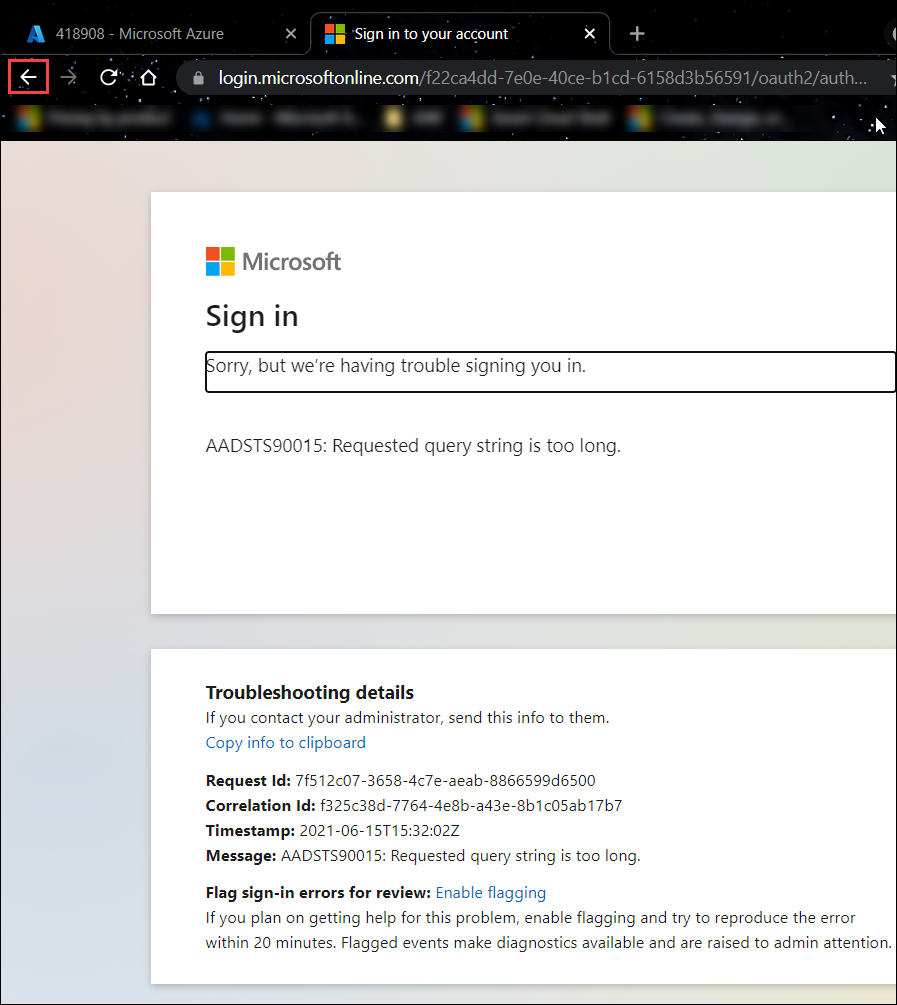 418908 - Microsoft Azure
Sign in to your account
login.microsoftonline.com/f22ca4dd-7e0e-40ce-b1cd-6158d3b56591/oauth2/auth...
Microsoft
Sign in
Sorry, but we’re having trouble signing you in.
AADSTS90015: Requested query string is too long.
Troubleshooting details
If you contact your administrator, send this info to them.
Copy info to clipboard
Request Id: 7f512c07-3658-4c7e-aeab-8866599d6500
Correlation Id: f325c38d-7764-4e8b-a43e-8b1c05ab17b7
Timestamp: 2021-06-15T15:32:02Z
Message: AADSTS90015: Requested query string is too long.
Flag sign-in errors for review: Enable flagging
If you plan on getting help for this problem, enable flagging and try to reproduce the error
within 20 minutes. Flagged events make diagnostics available and are raised to admin attention.